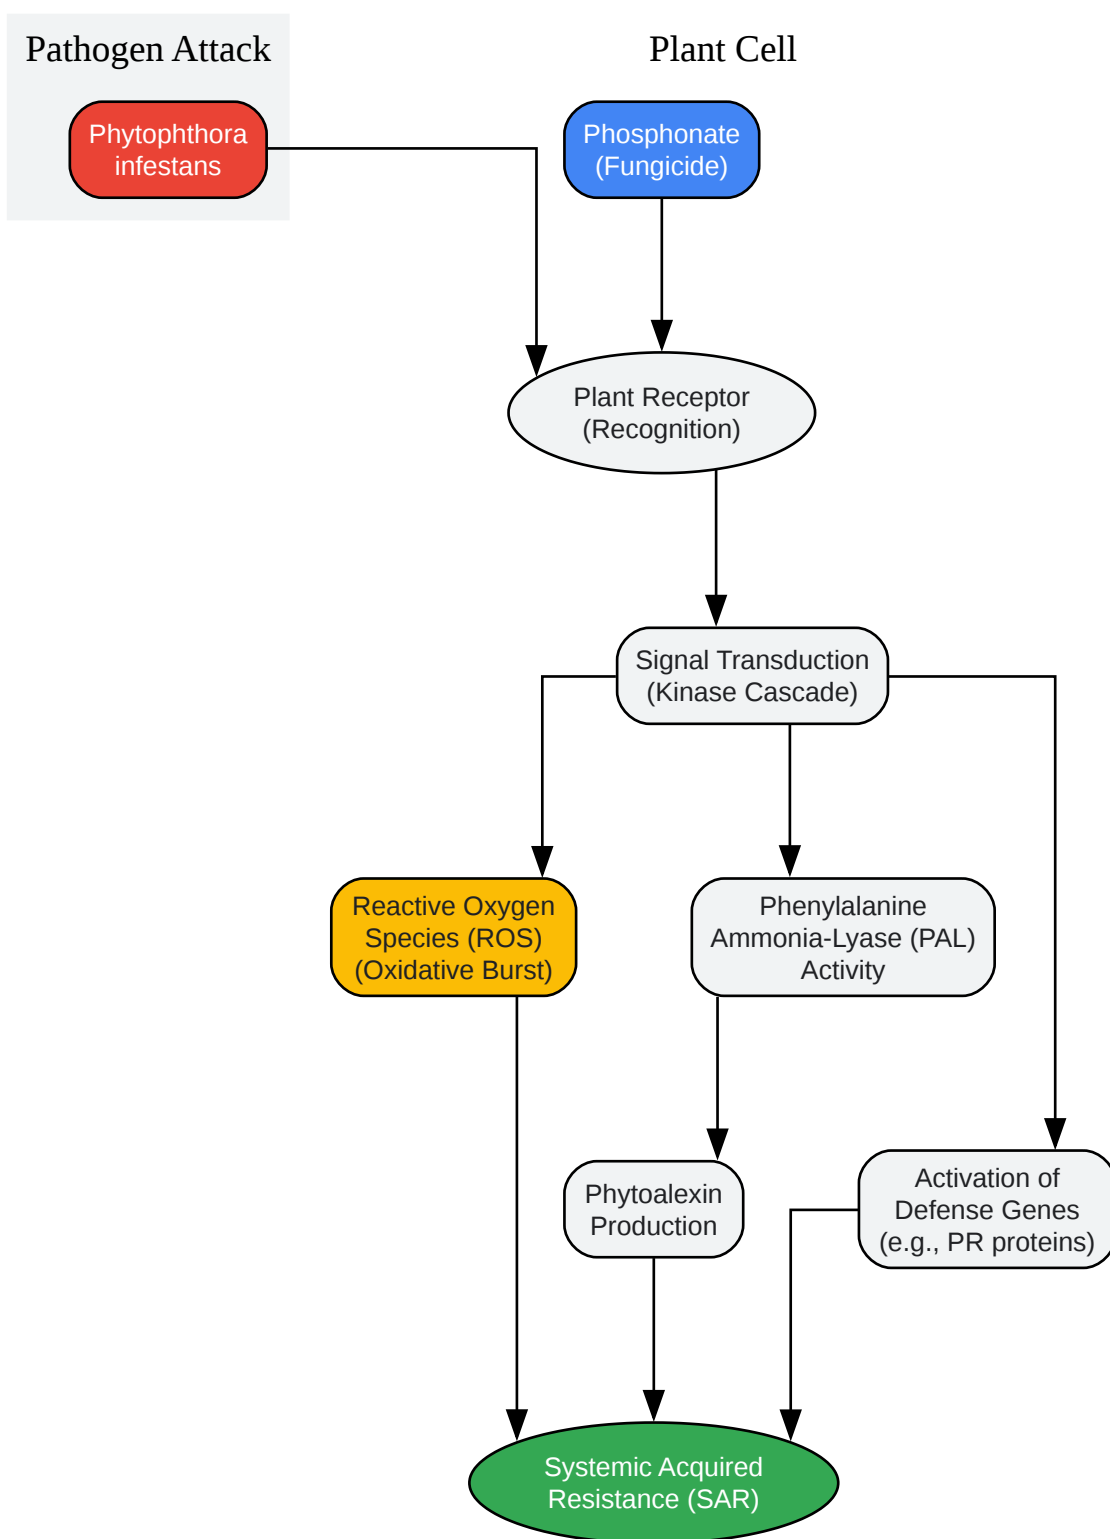 Pathogen Attack
Plant Cell
Phytophthora
infestans
Phosphonate
(Fungicide)
Plant Receptor
(Recognition)
Signal Transduction
(Kinase Cascade)
Reactive Oxygen
Species (ROS)
(Oxidative Burst)
Phenylalanine
Ammonia-Lyase (PAL)
Activity
Phytoalexin
Production
Activation of
Defense Genes
(e.g., PR proteins)
Systemic Acquired
Resistance (SAR)